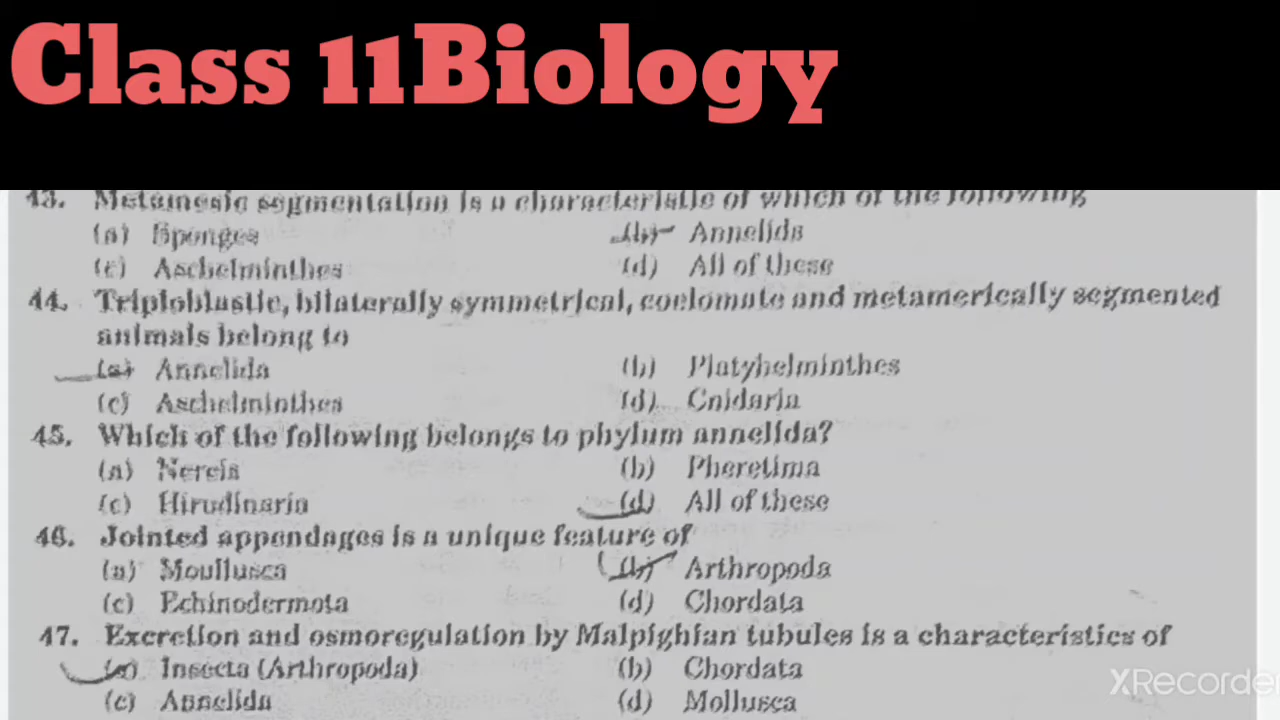 Class 11Biology
43. Metameric segmentation is a characteristic of which of the following
(a) Sponges (b) Annelids
(c) Aschelminthes (d) All of these
44. Triploblastic, bilaterally symmetrical, coelomate and metamerically segmented
animals belong to
(a) Annelida (b) Platyhelminthes
(c) Aschelminthes (d) Cnidaria
45. Which of the following belongs to phylum annelida?
(a) Nereis (b) Pheretima
(c) Hirudinaria (d) All of these
46. Jointed appendages is a unique feature of
(a) Moullusca (b) Arthropoda
(c) Echinodermota (d) Chordata
47. Excretion and osmoregulation by Malpighian tubules is a characteristics of
(a) Insecta (Arthropoda) (b) Chordata
(c) Annelida (d) Mollusca
XRecorder